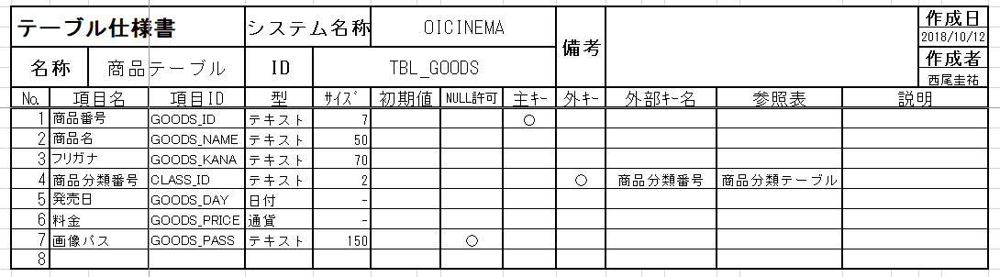 テーブル仕様書 システム名称 OICINEMA 備考 作成日
2018/10/12
名称 商品テーブル ID TBL_GOODS 作成者
西尾圭祐
No. 項目名 項目ID 型 ｻｲｽﾞ 初期値 NULL許可 主キー 外キー 外部キー名 参照表 説明
1 商品番号 GOODS_ID テキスト 7 ○
2 商品名 GOODS_NAME テキスト 50
3 フリガナ GOODS_KANA テキスト 70
4 商品分類番号 CLASS_ID テキスト 2 ○ 商品分類番号 商品分類テーブル
5 発売日 GOODS_DAY 日付 -
6 料金 GOODS_PRICE 通貨 -
7 画像パス GOODS_PASS テキスト 150 ○
8